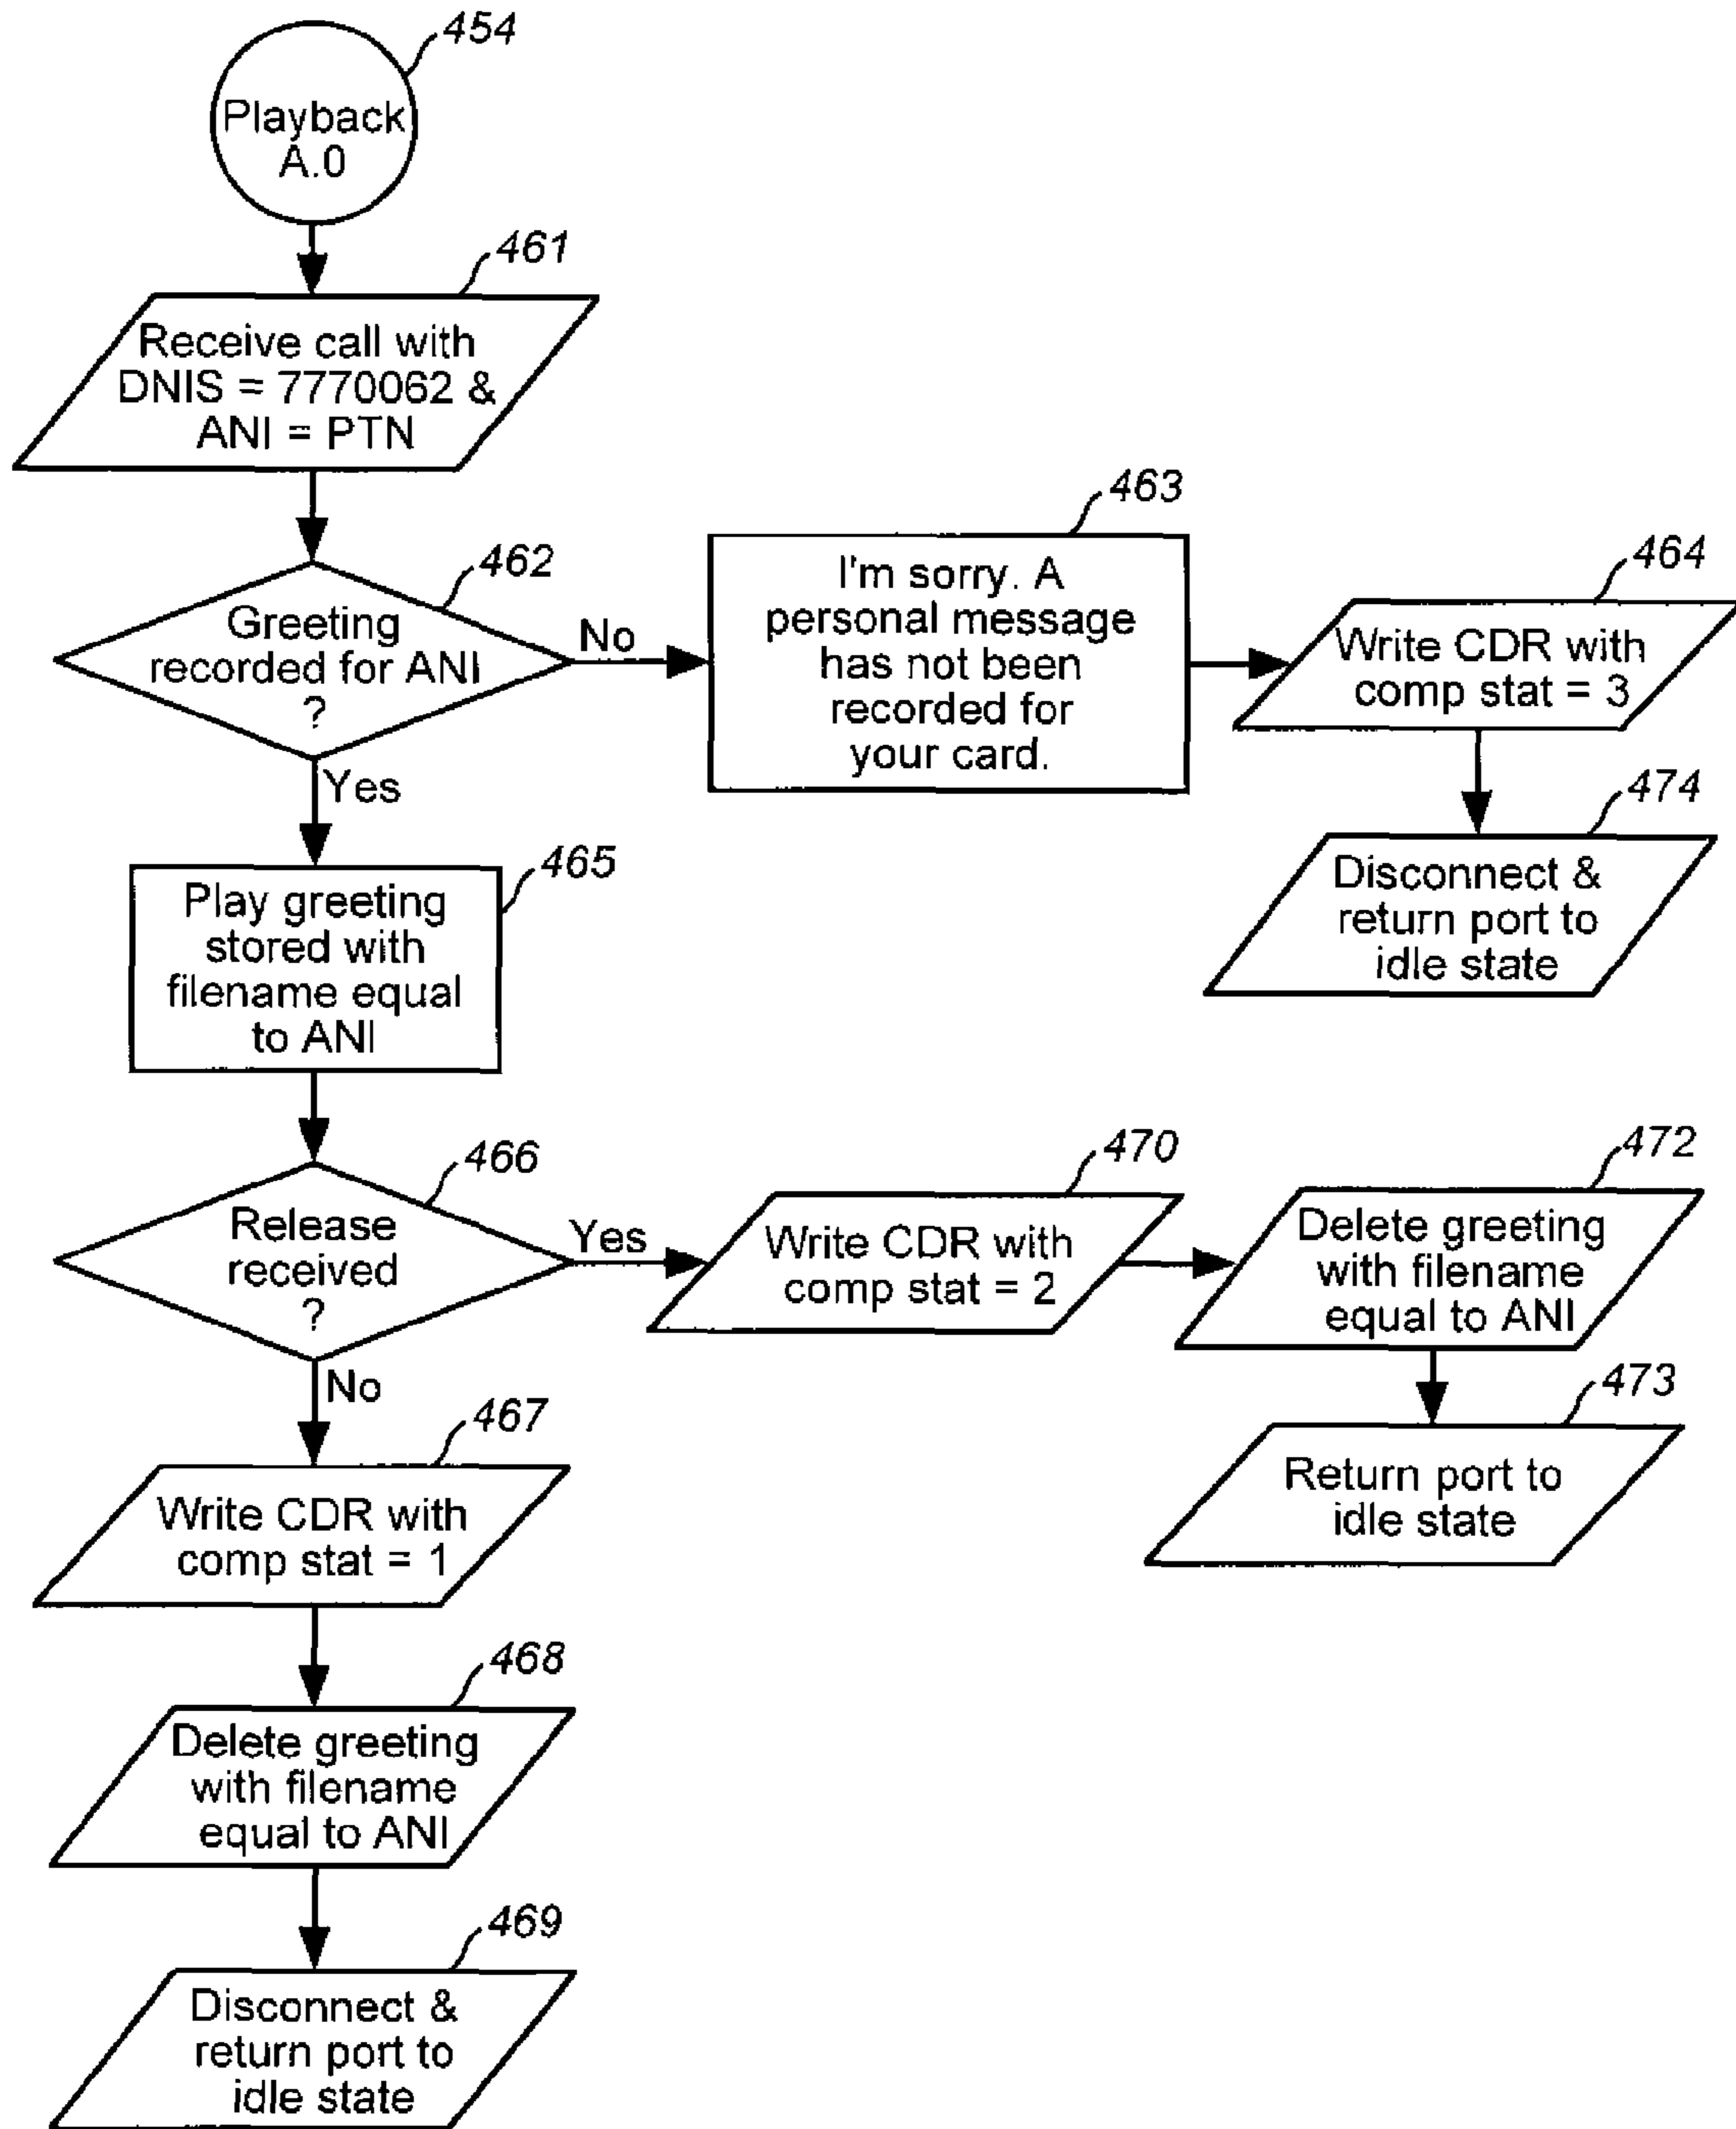 454
Playback
A.0
461
Receive call with
DNIS = 7770062 &
ANI = PTN
462
Greeting
recorded for ANI
?
No
463
I'm sorry. A
personal message
has not been
recorded for
your card.
464
Write CDR with
comp stat = 3
474
Disconnect &
return port to
idle state
Yes
465
Play greeting
stored with
filename equal
to ANI
466
Release
received
?
Yes
470
Write CDR with
comp stat = 2
472
Delete greeting
with filename
equal to ANI
473
Return port to
idle state
No
467
Write CDR with
comp stat = 1
468
Delete greeting
with filename
equal to ANI
469
Disconnect &
return port to
idle state